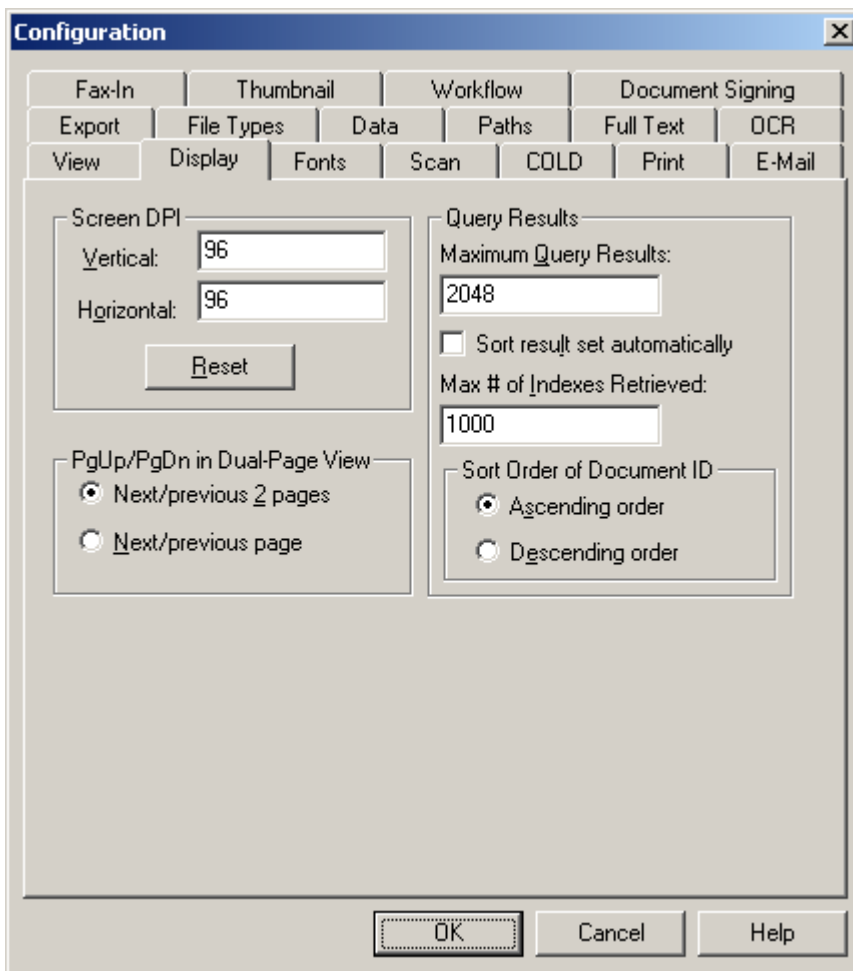 Configuration
Fax-In Thumbnail Workflow Document Signing
Export File Types Data Paths Full Text OCR
View Display Fonts Scan COLD Print E-Mail
Screen DPI
Vertical: 96
Horizontal: 96
Reset
PgUp/PgDn in Dual-Page View
Next/previous 2 pages
Next/previous page
Query Results
Maximum Query Results:
2048
Sort result set automatically
Max # of Indexes Retrieved:
1000
Sort Order of Document ID
Ascending order
Descending order
OK Cancel Help